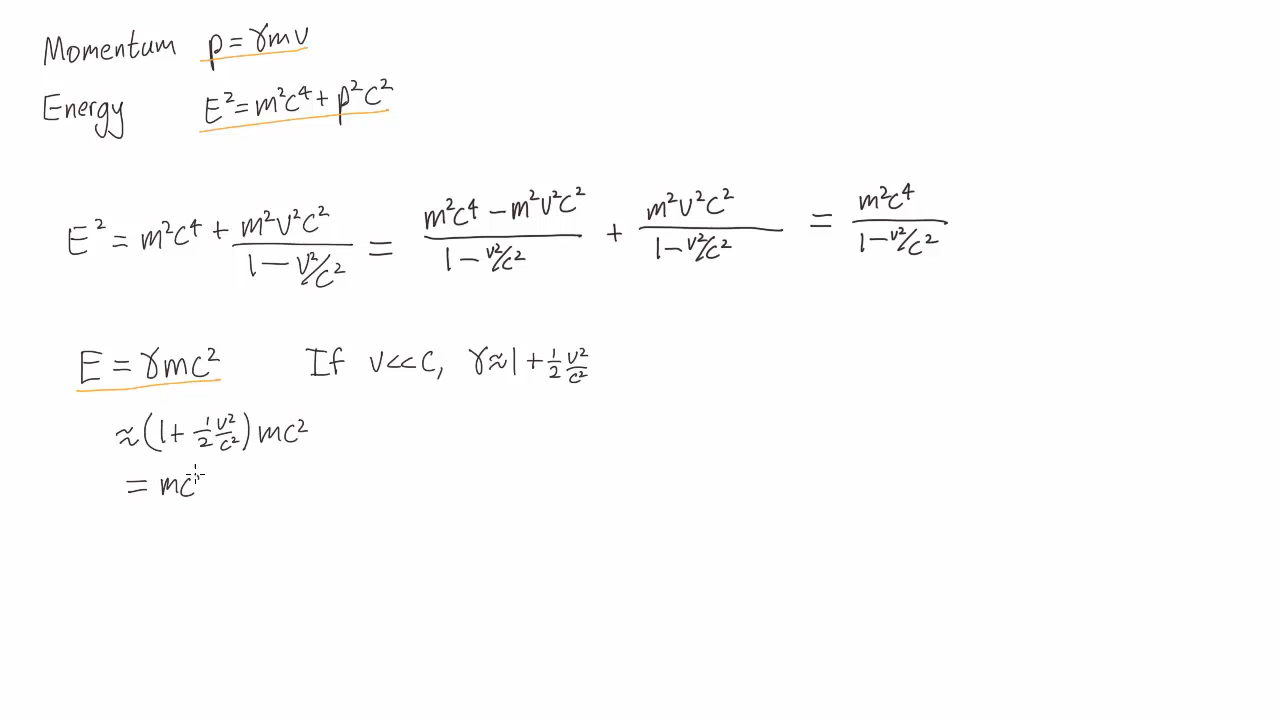 Momentum p = γmv
Energy E² = m²c⁴ + p²c²
E² = m²c⁴ + m²v²c² / (1 − v²/c²) = (m²c⁴ − m²v²c²) / (1 − v²/c²) + m²v²c² / (1 − v²/c²) = m²c⁴ / (1 − v²/c²)
E = γmc² If v<<c, γ ≈ 1 + ½ v²/c²
≈ (1 + ½ v²/c²) mc²
= mc